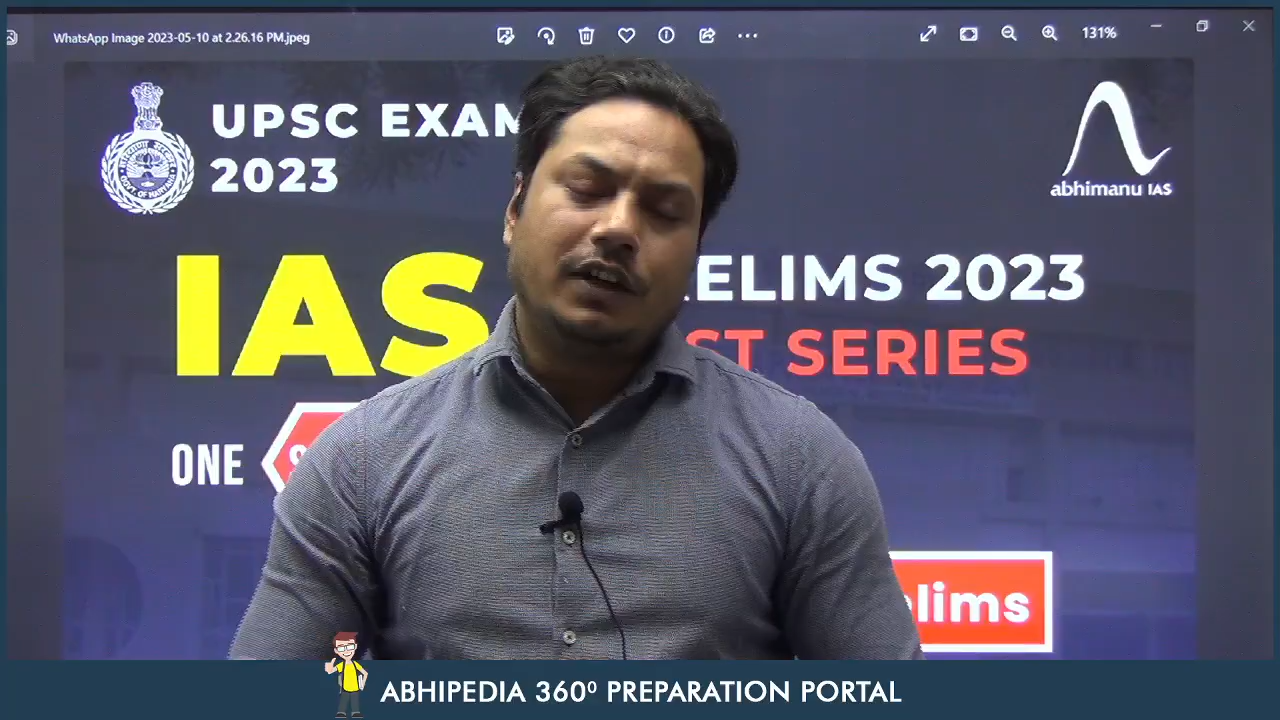 WhatsApp Image 2023-05-10 at 2.26.16 PM.jpeg
131%
UPSC EXAM
2023
abhimanu IAS
IAS
RELIMS 2023
ST SERIES
ONE
elims
ABHIPEDIA 360⁰ PREPARATION PORTAL